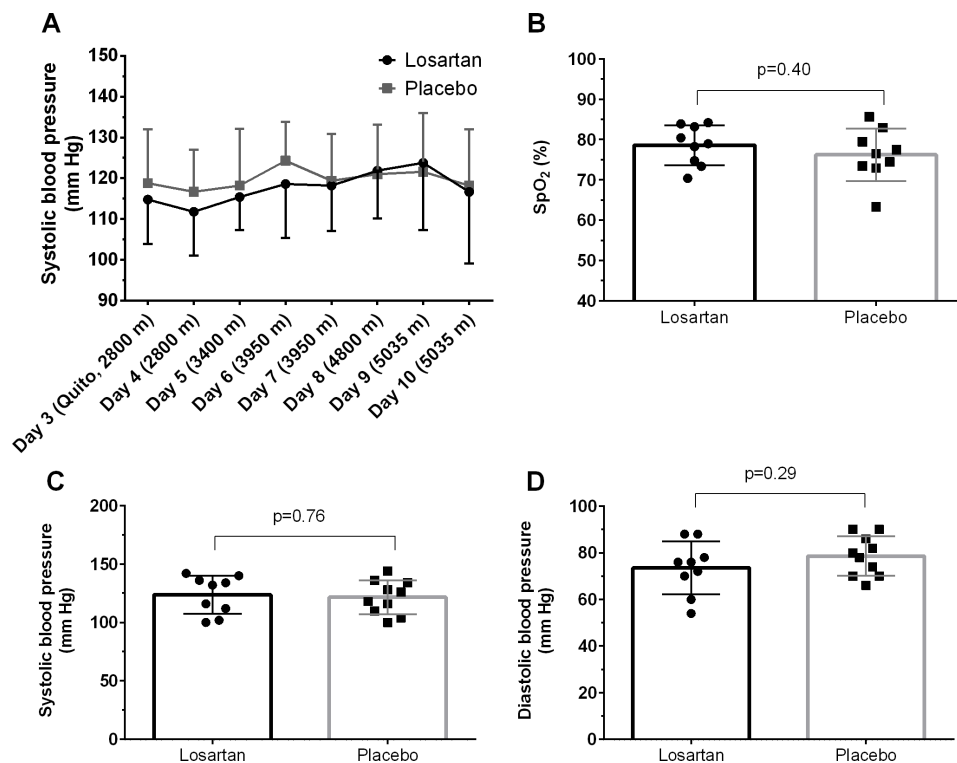 A
Systolic blood pressure
(mm Hg)
150
140
130
120
110
100
90
Losartan
Placebo
Day 3 (Quito, 2800 m)
Day 4 (2800 m)
Day 5 (3400 m)
Day 6 (3950 m)
Day 7 (3950 m)
Day 8 (4800 m)
Day 9 (5035 m)
Day 10 (5035 m)
B
SpO2 (%)
100
90
80
70
60
50
40
p=0.40
Losartan
Placebo
C
Systolic blood pressure
(mm Hg)
200
150
100
50
0
p=0.76
Losartan
Placebo
D
Diastolic blood pressure
(mm Hg)
100
80
60
40
20
0
p=0.29
Losartan
Placebo